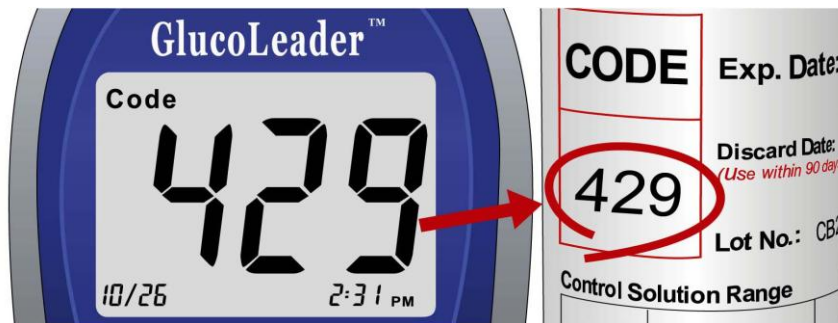 GlucoLeader™
Code
429
10/26
2:31 PM
CODE
429
Exp. Date:
Discard Date:
(Use within 90 day
Lot No.: CB2
Control Solution Range